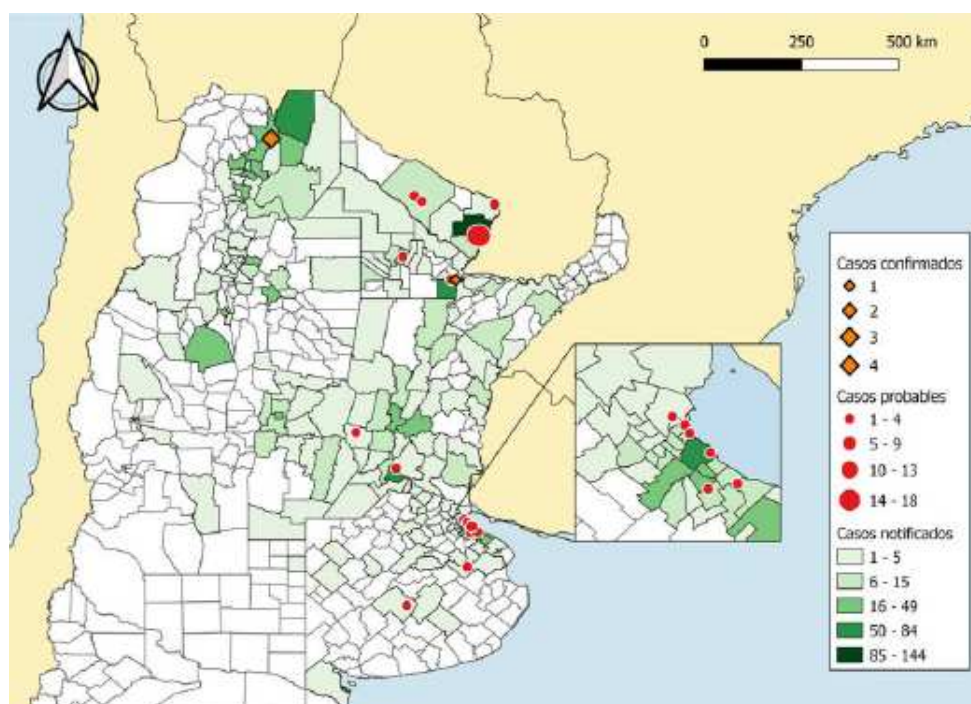 0 250 500 km
Casos confirmados
1
2
3
4
Casos probables
1 - 4
5 - 9
10 - 13
14 - 18
Casos notificados
1 - 5
6 - 15
16 - 49
50 - 84
85 - 144